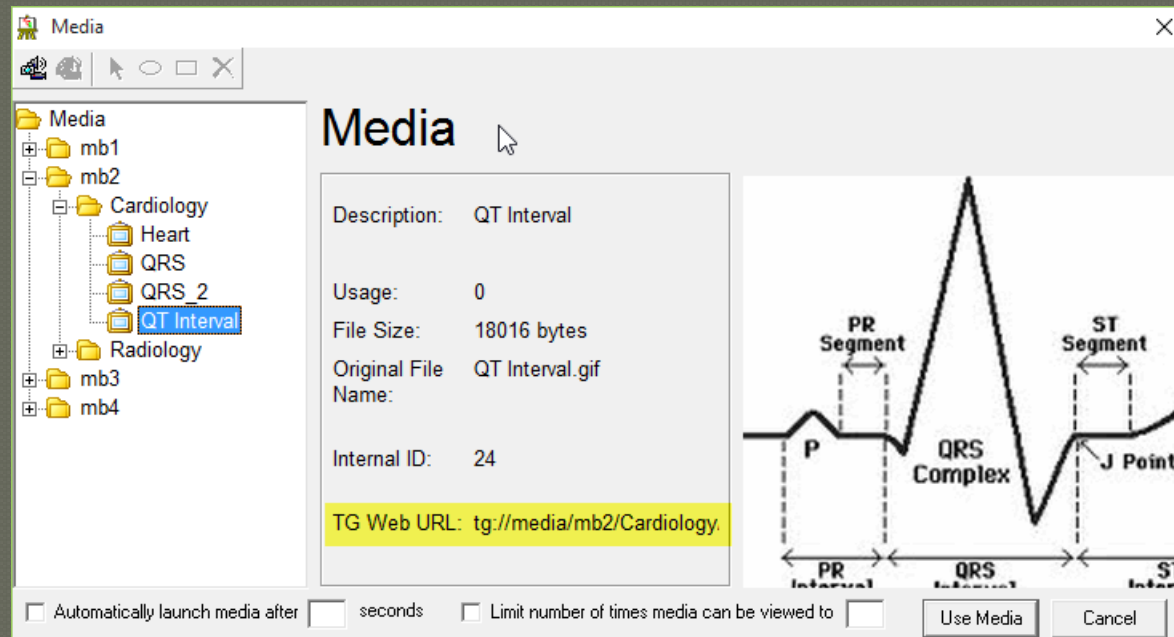 Media
Media
mb1
mb2
Cardiology
Heart
QRS
QRS_2
QT Interval
Radiology
mb3
mb4
Media
Description: QT Interval
Usage: 0
File Size: 18016 bytes
Original File Name: QT Interval.gif
Internal ID: 24
TG Web URL: tg://media/mb2/Cardiology.
PR
Segment
ST
Segment
P
QRS
Complex
J Point
PR
QRS
Automatically launch media after seconds Limit number of times media can be viewed to Use Media Cancel